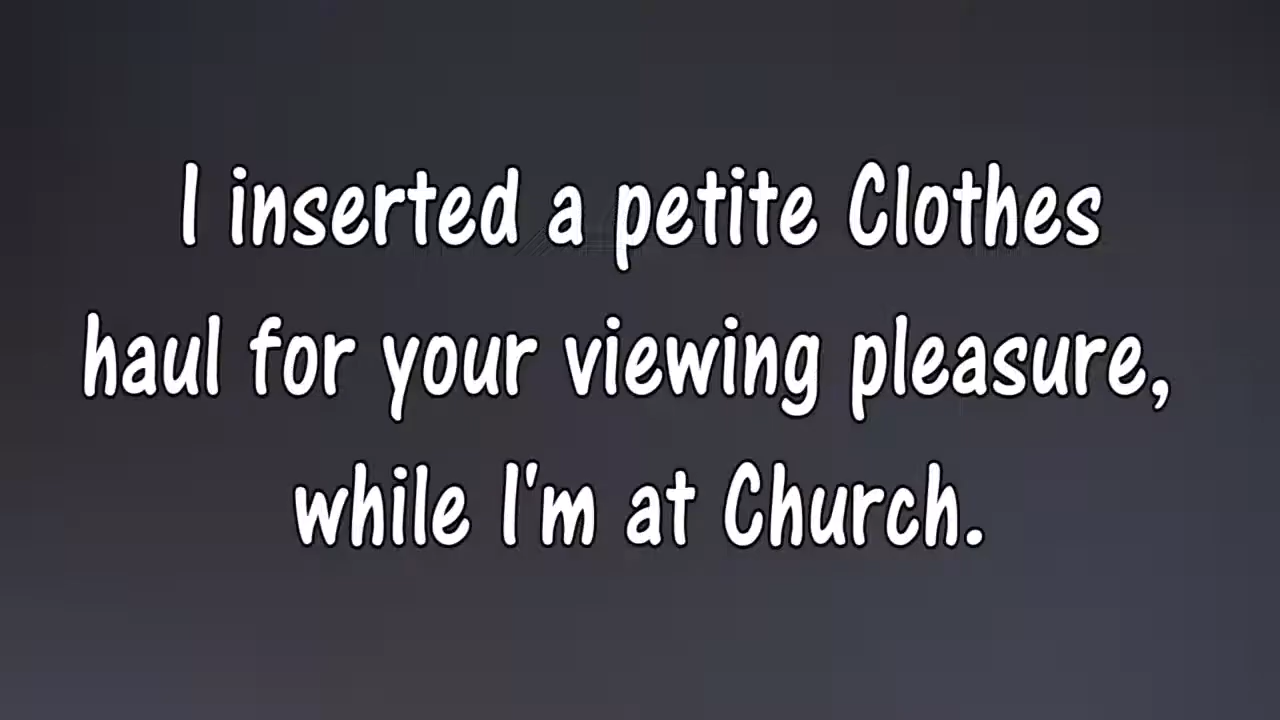 I inserted a petite Clothes
haul for your viewing pleasure,
while I'm at Church.